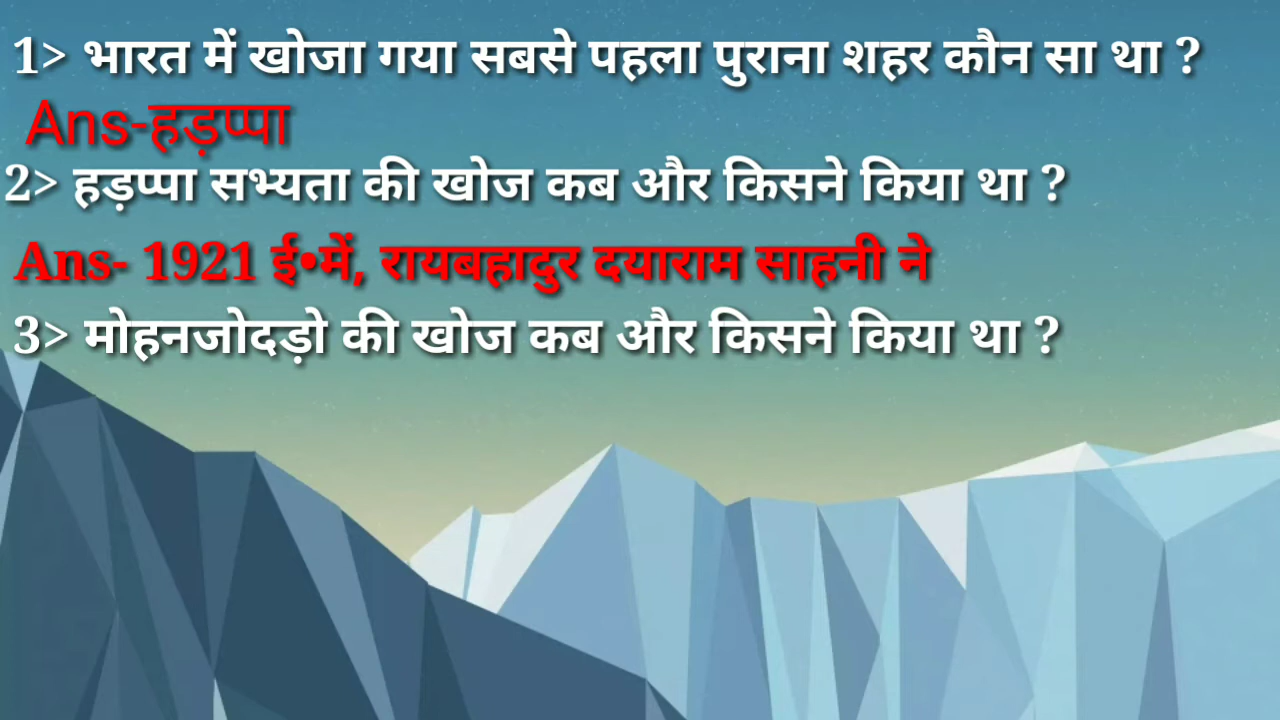 1> भारत में खोजा गया सबसे पहला पुराना शहर कौन सा था ?
Ans-हड़प्पा
2> हड़प्पा सभ्यता की खोज कब और किसने किया था ?
Ans- 1921 ई•में, रायबहादुर दयाराम साहनी ने
3> मोहनजोदड़ो की खोज कब और किसने किया था ?